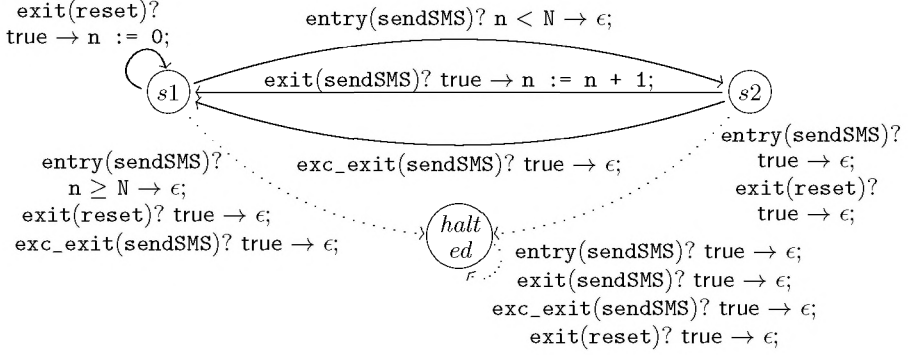 exit(reset)?
true → n := 0;
entry(sendSMS)? n < N → ϵ;
exit(sendSMS)? true → n := n + 1;
s1
s2
exc_exit(sendSMS)? true → ϵ;
entry(sendSMS)?
n ≥ N → ϵ;
exit(reset)? true → ϵ;
exc_exit(sendSMS)? true → ϵ;
entry(sendSMS)?
true → ϵ;
exit(reset)?
true → ϵ;
halt
ed
entry(sendSMS)? true → ϵ;
exit(sendSMS)? true → ϵ;
exc_exit(sendSMS)? true → ϵ;
exit(reset)? true → ϵ;